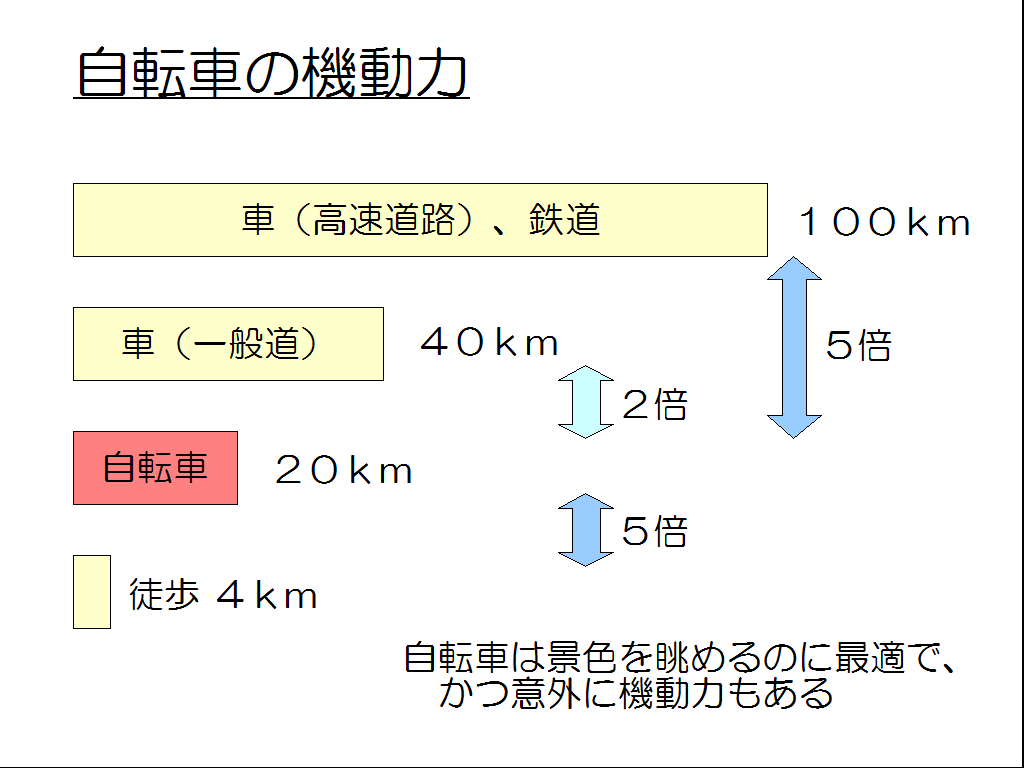 自転車の機動力
車（高速道路）、鉄道
１００ｋｍ
車（一般道）
４０ｋｍ
５倍
２倍
自転車
２０ｋｍ
５倍
徒歩 ４ｋｍ
自転車は景色を眺めるのに最適で、
かつ意外に機動力もある